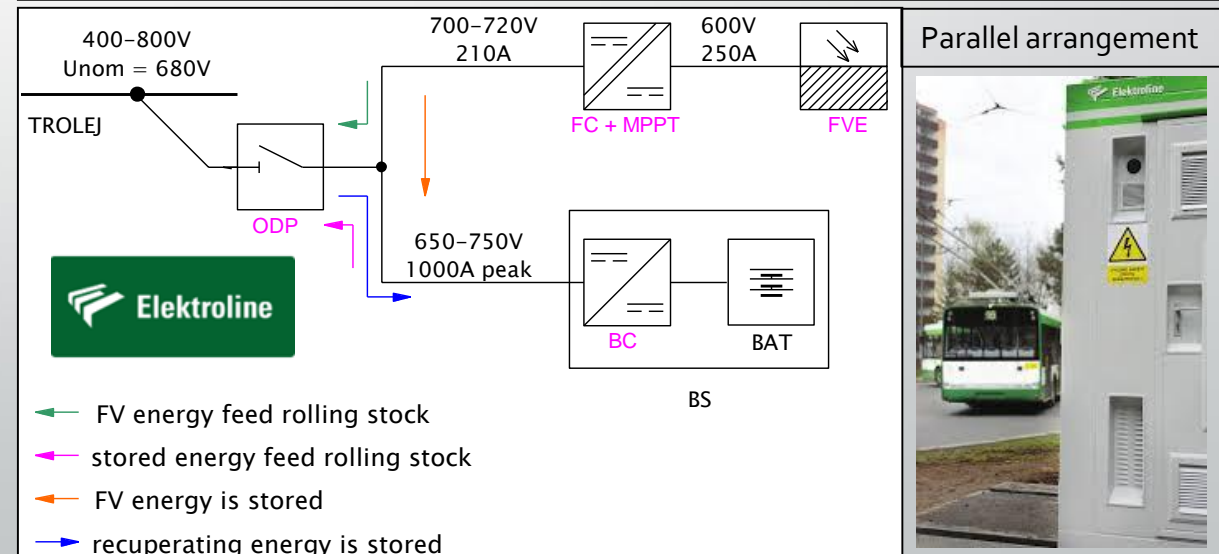 400-800V
Unom = 680V
TROLEJ
ODP
700-720V
210A
FC + MPPT
600V
250A
FVE
650-750V
1000A peak
BC
BAT
BS
Elektroline
FV energy feed rolling stock
stored energy feed rolling stock
FV energy is stored
recuperating energy is stored
Parallel arrangement
Elektroline